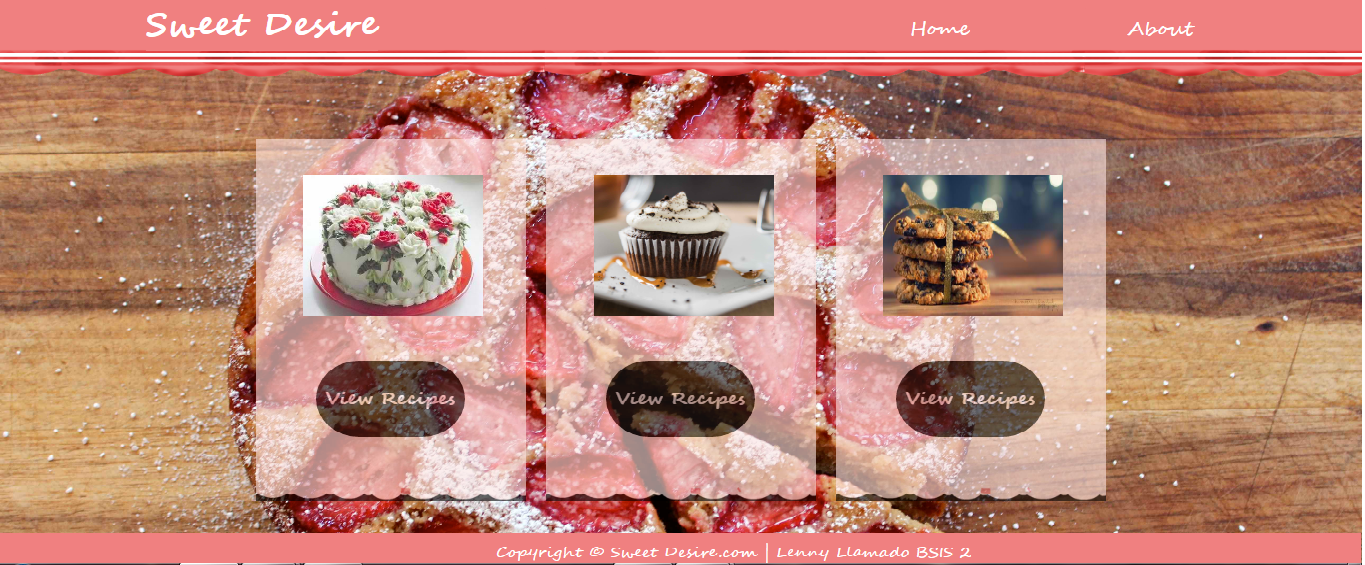 Sweet Desire
Home
About
View Recipes
View Recipes
View Recipes
Copyright © Sweet Desire.com | Lenny Llamado BSIS 2